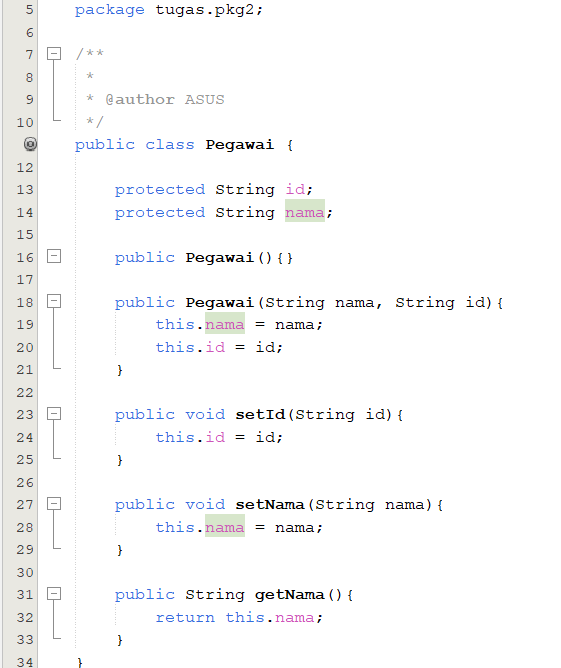 5 package tugas.pkg2;
6
7 /**
8 *
9 * @author ASUS
10 */
public class Pegawai {
12
13 protected String id;
14 protected String nama;
15
16 public Pegawai(){}
17
18 public Pegawai(String nama, String id){
19 this.nama = nama;
20 this.id = id;
21 }
22
23 public void setId(String id){
24 this.id = id;
25 }
26
27 public void setNama(String nama){
28 this.nama = nama;
29 }
30
31 public String getNama(){
32 return this.nama;
33 }
34 }